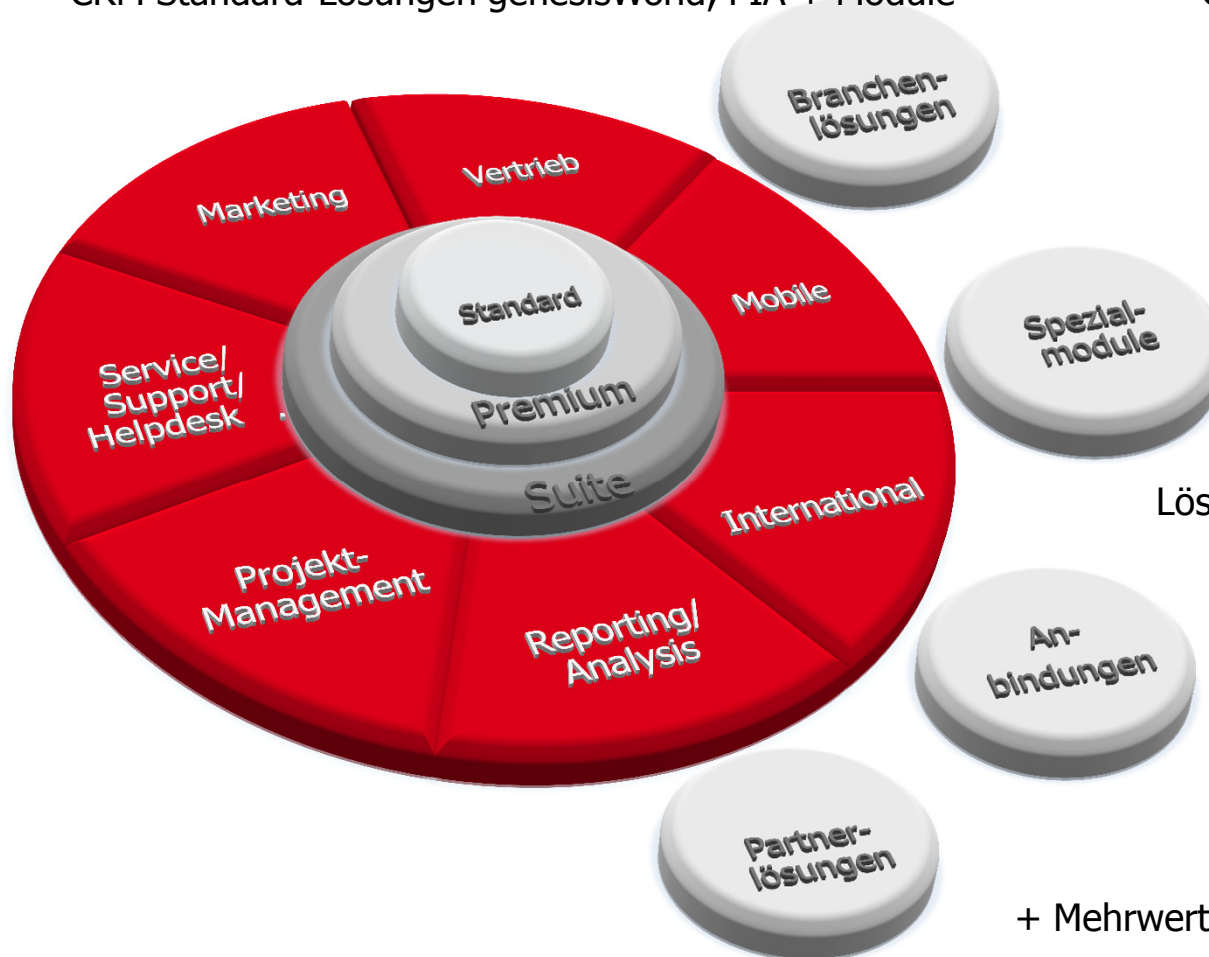 CRM Standard-Lösungen genesisWorld, PIA + Module
Branchen-
lösungen
Vertrieb
Marketing
Mobile
Standard
Spezial-
module
Service/
Support/
Helpdesk
Premium
Suite
International
Lös
Projekt-
Management
Reporting/
Analysis
An-
bindungen
Partner-
lösungen
+ Mehrwert